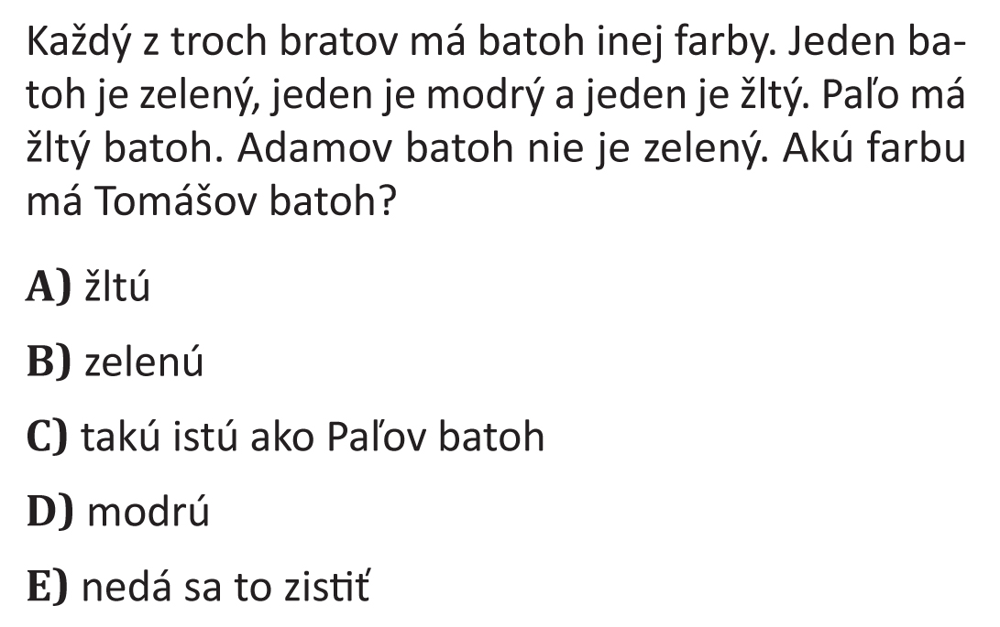 Každý z troch bratov má batoh inej farby. Jeden ba-
toh je zelený, jeden je modrý a jeden je žltý. Paľo má
žltý batoh. Adamov batoh nie je zelený. Akú farbu
má Tomášov batoh?
A) žltú
B) zelenú
C) takú istú ako Paľov batoh
D) modrú
E) nedá sa to zistiť